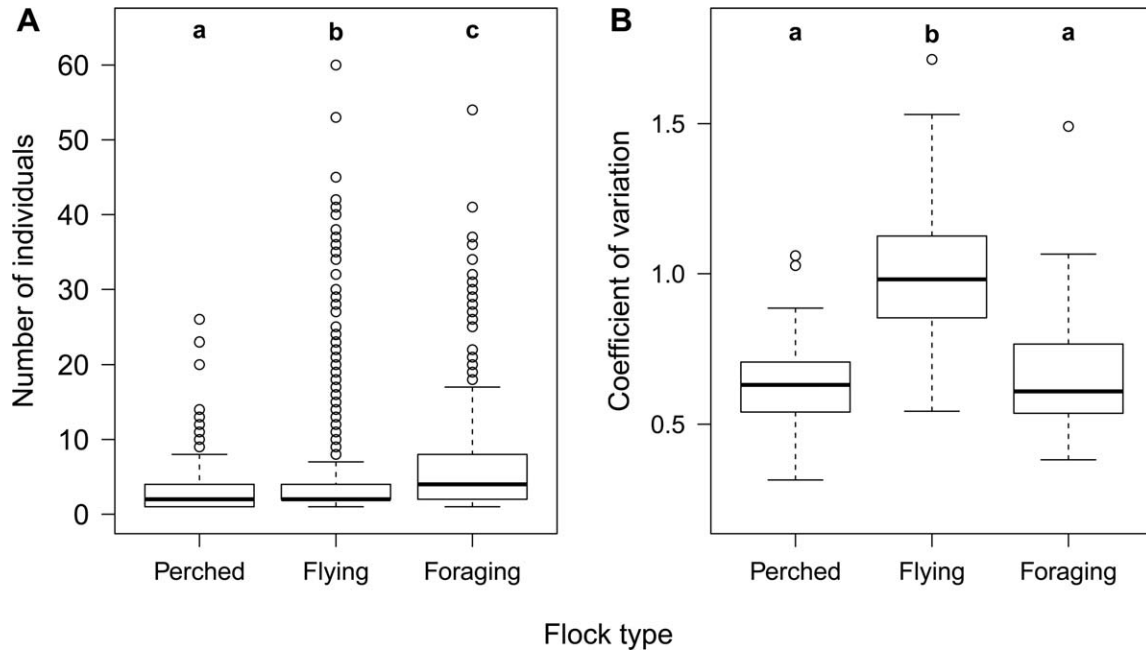 A
a b c
Number of individuals
60
50
40
30
20
10
0
Perched Flying Foraging
B
a b a
Coefficient of variation
1.5
1.0
0.5
Perched Flying Foraging
Flock type